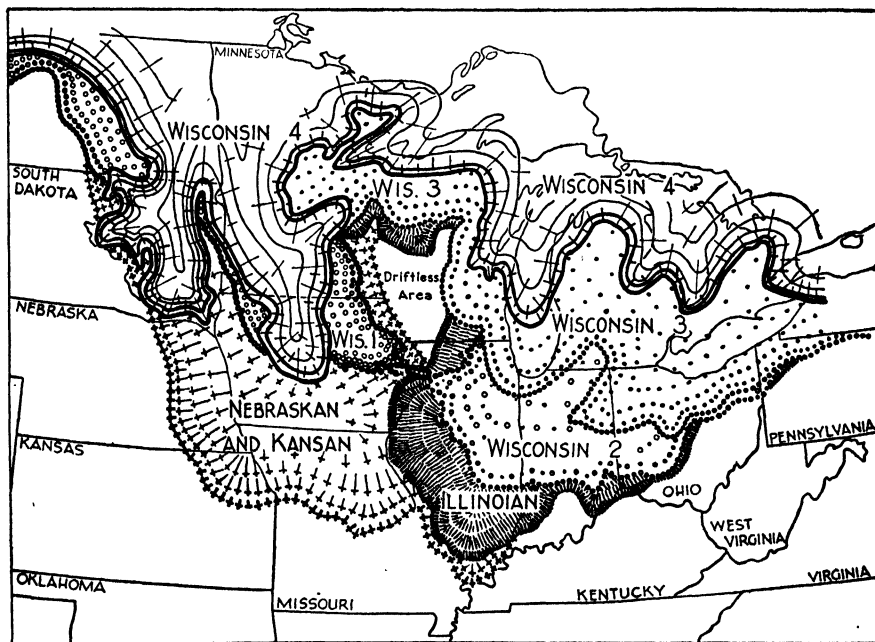 MINNESOTA
WISCONSIN 4
SOUTH
DAKOTA
WIS. 3
WISCONSIN 4
Driftless
Area
NEBRASKA
WIS. 1
WISCONSIN 3
NEBRASKAN
AND KANSAN
KANSAS
WISCONSIN 2
PENNSYLVANIA
ILLINOIAN
OHIO
WEST
VIRGINIA
OKLAHOMA
MISSOURI
KENTUCKY
VIRGINIA